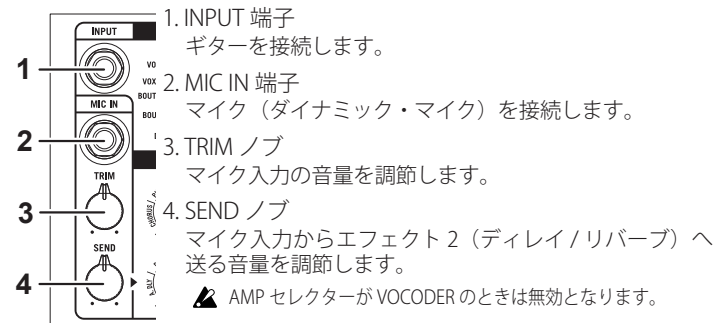 INPUT
1
MIC IN
2
TRIM
3
SEND
4
VO
VOX
BOUT
BOU
CHORUS /
DLY /
1. INPUT 端子
ギターを接続します。
2. MIC IN 端子
マイク（ダイナミック・マイク）を接続します。
3. TRIM ノブ
マイク入力の音量を調節します。
4. SEND ノブ
マイク入力からエフェクト 2（ディレイ / リバーブ）へ
送る音量を調節します。
AMP セレクターが VOCODER のときは無効となります。